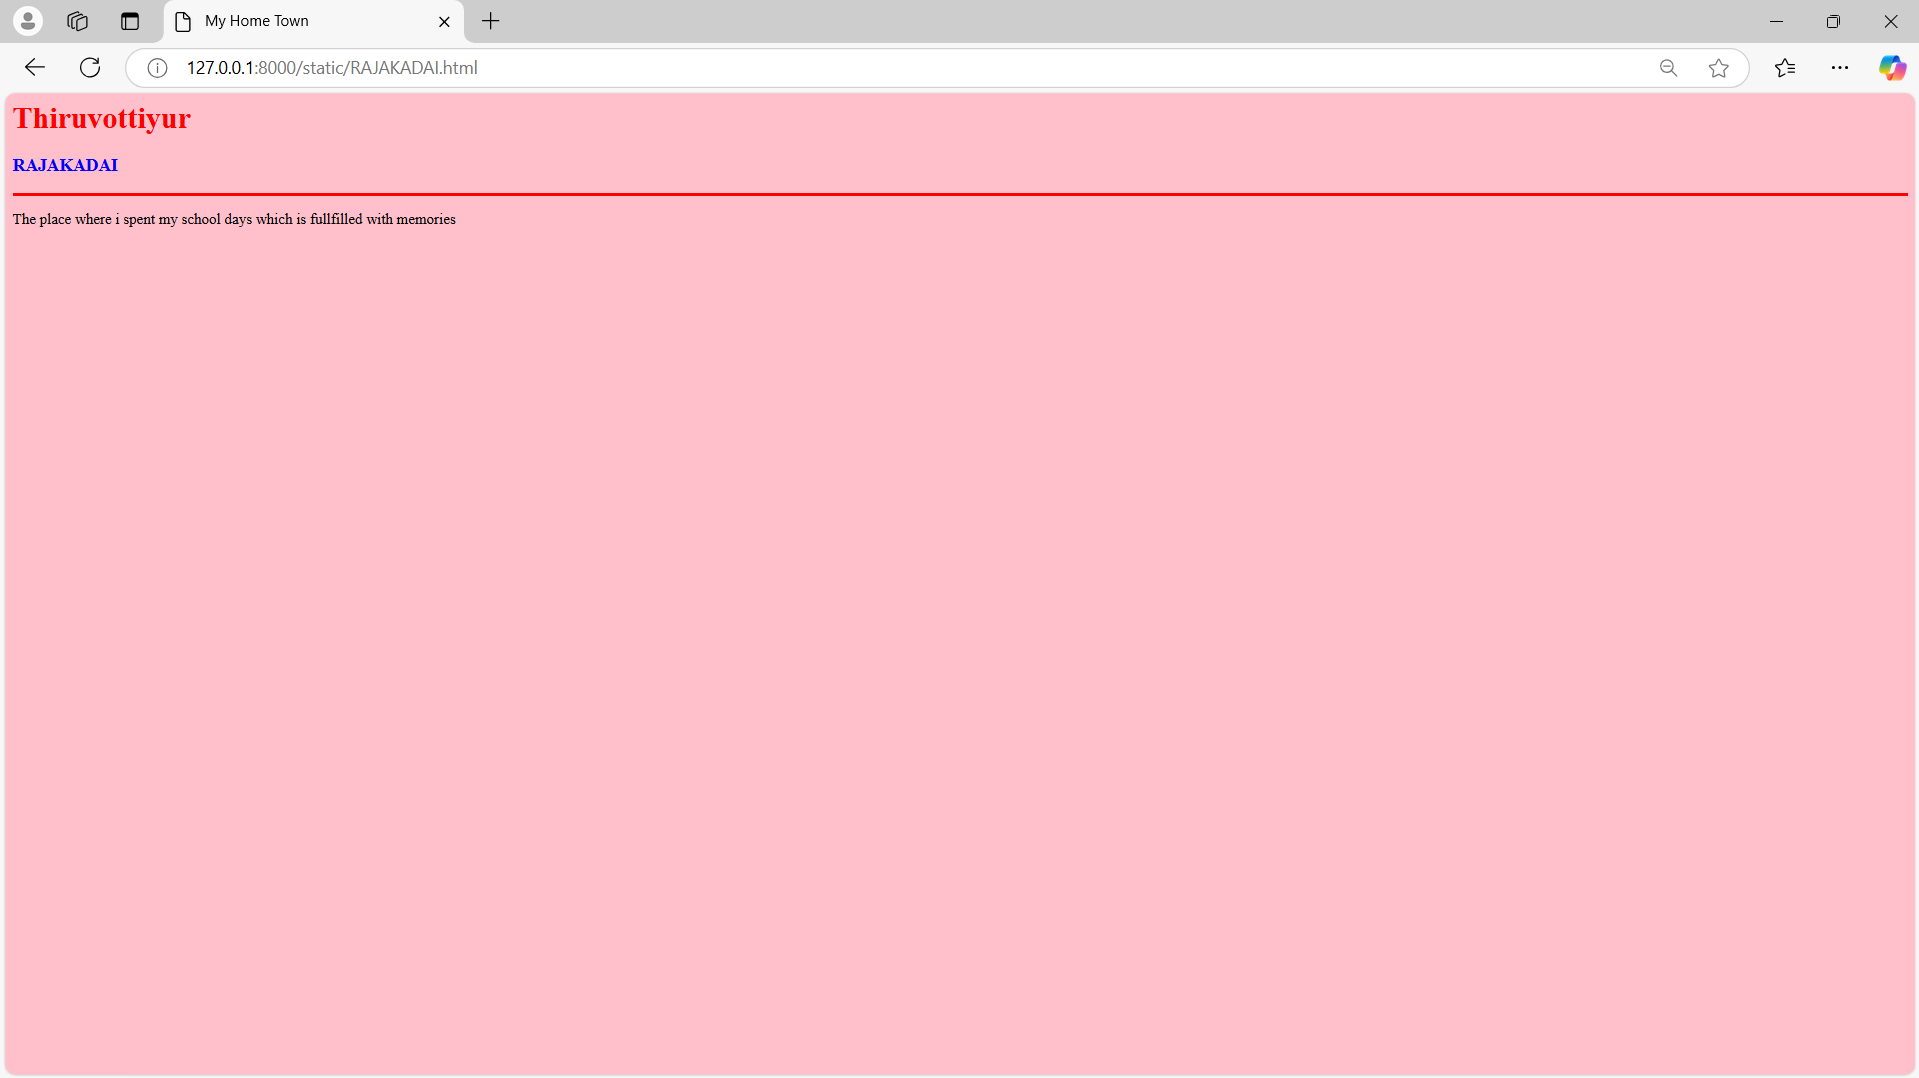 My Home Town
127.0.0.1:8000/static/RAJAKADAI.html
Thiruvottiyur
RAJAKADAI
The place where i spent my school days which is fullfilled with memories